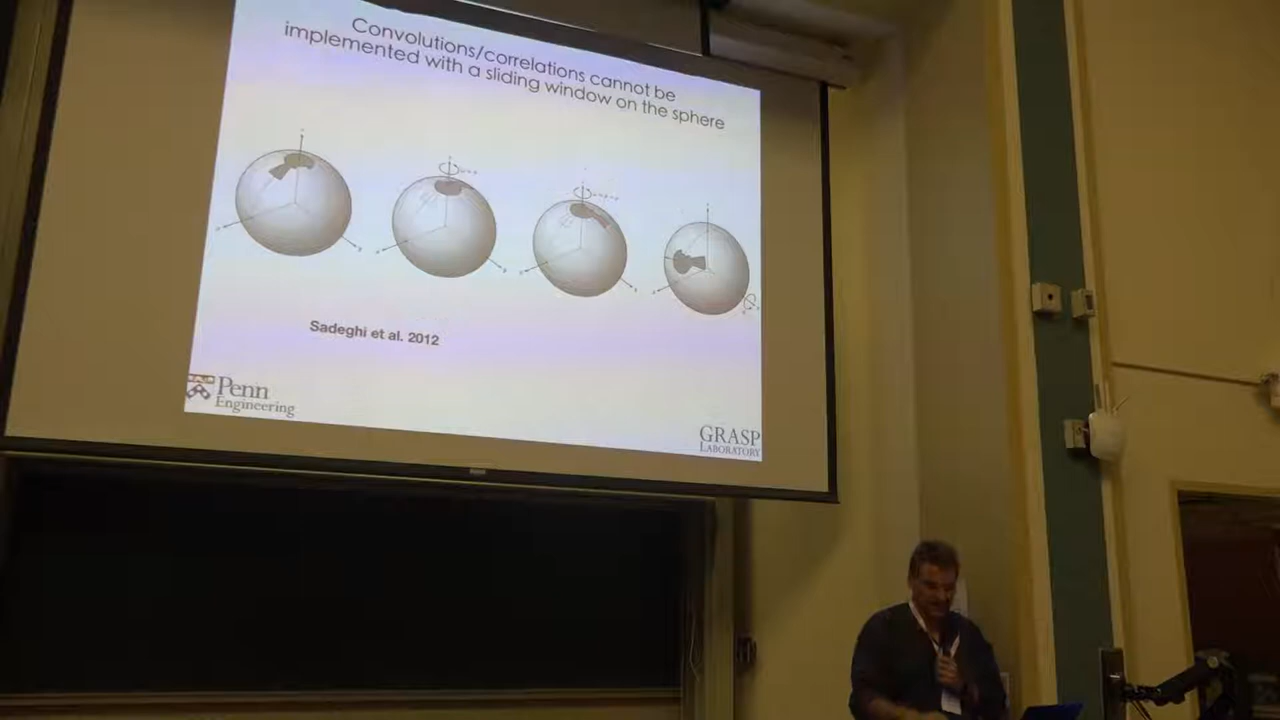 Convolutions/correlations cannot be
implemented with a sliding window on the sphere
Sadeghi et al. 2012
Penn
Engineering
GRASP
LABORATORY